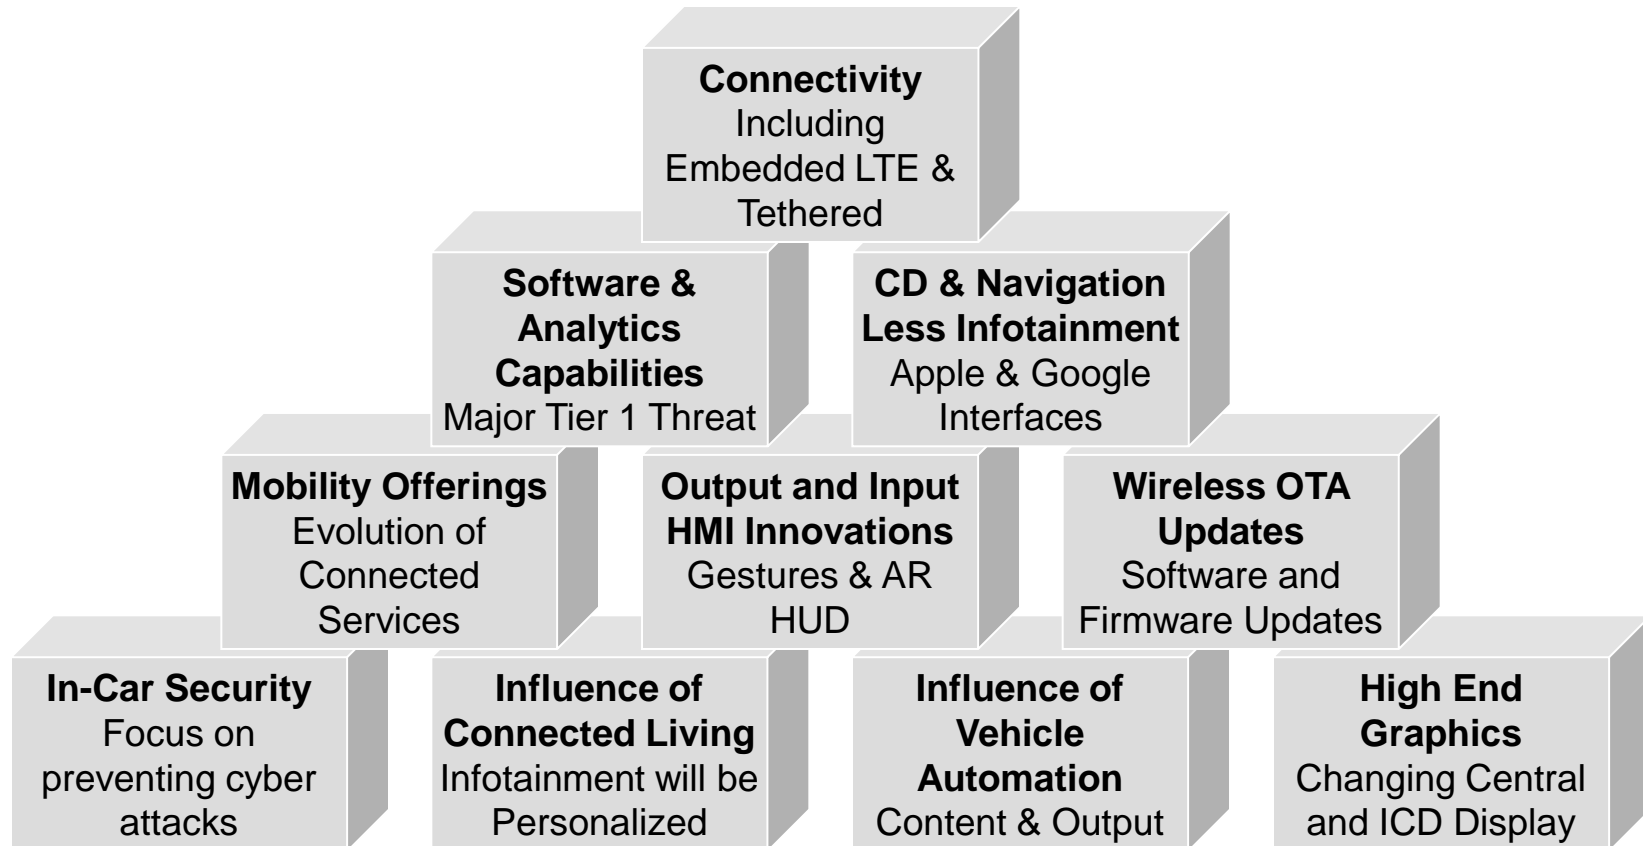 Connectivity
Including
Embedded LTE &
Tethered
Software &
Analytics
Capabilities
Major Tier 1 Threat
CD & Navigation
Less Infotainment
Apple & Google
Interfaces
Mobility Offerings
Evolution of
Connected
Services
Output and Input
HMI Innovations
Gestures & AR
HUD
Wireless OTA
Updates
Software and
Firmware Updates
In-Car Security
Focus on
preventing cyber
attacks
Influence of
Connected Living
Infotainment will be
Personalized
Influence of
Vehicle
Automation
Content & Output
High End
Graphics
Changing Central
and ICD Display